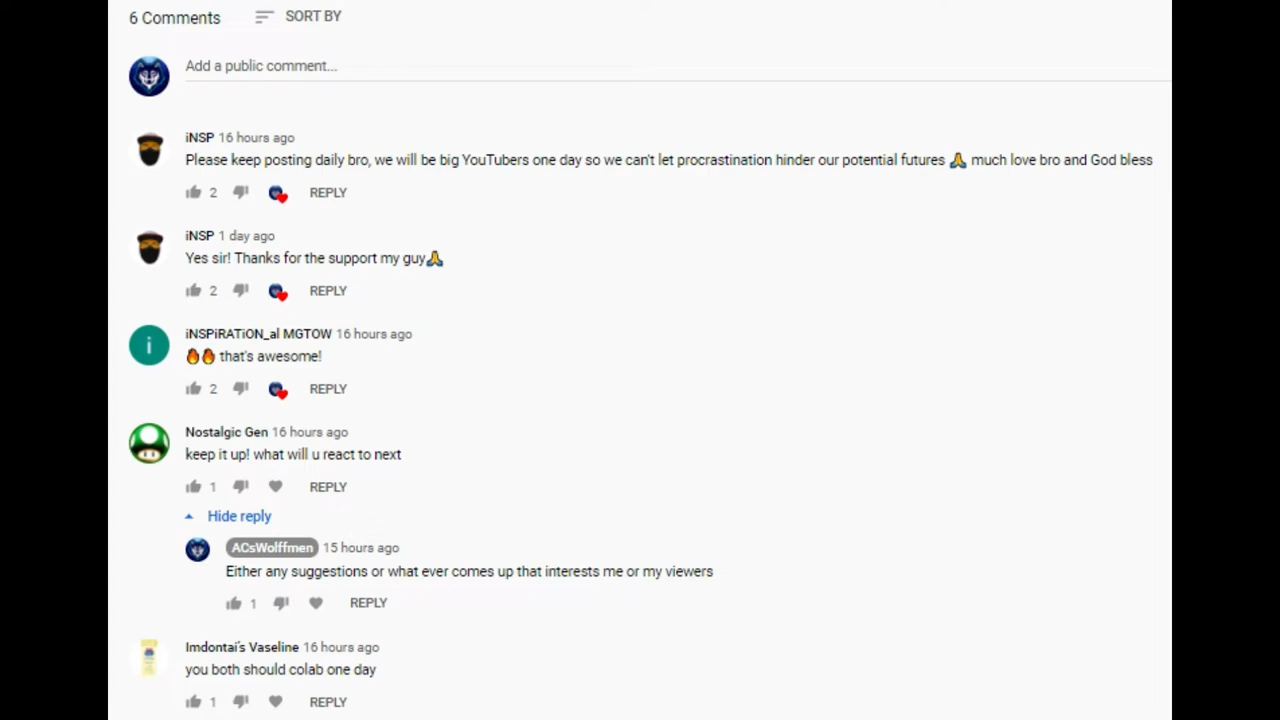 6 Comments SORT BY
Add a public comment...
iNSP 16 hours ago
Please keep posting daily bro, we will be big YouTubers one day so we can't let procrastination hinder our potential futures 🙏 much love bro and God bless
2 REPLY
iNSP 1 day ago
Yes sir! Thanks for the support my guy🙏
2 REPLY
i
iNSPiRATiON_al MGTOW 16 hours ago
🔥🔥 that's awesome!
2 REPLY
Nostalgic Gen 16 hours ago
keep it up! what will u react to next
1 REPLY
Hide reply
ACsWolffmen 15 hours ago
Either any suggestions or what ever comes up that interests me or my viewers
1 REPLY
Imdontai's Vaseline 16 hours ago
you both should colab one day
1 REPLY